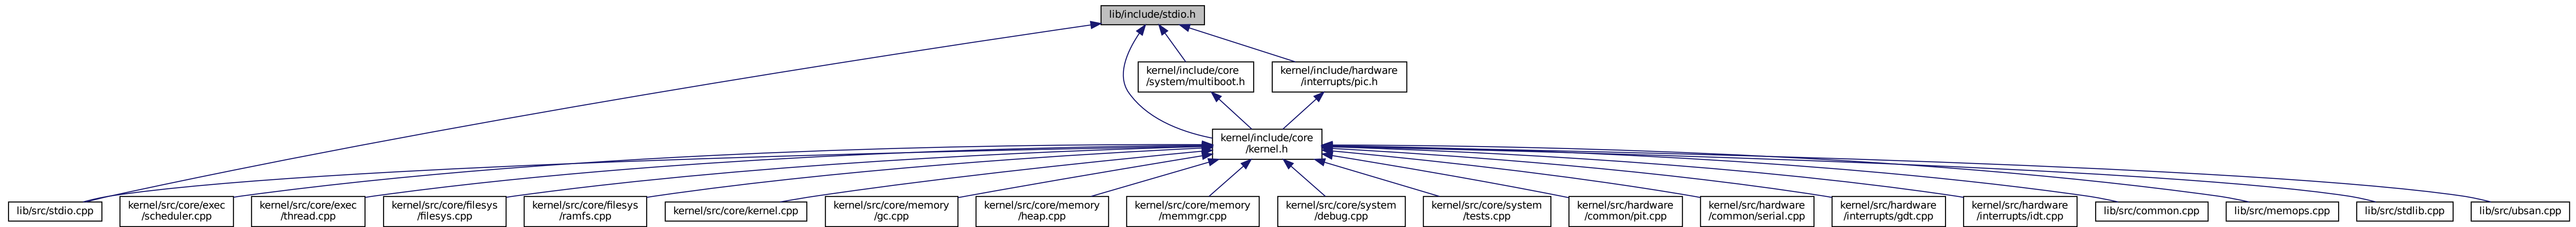 lib/include/stdio.h
kernel/include/core
/system/multiboot.h
kernel/include/hardware
/interrupts/pic.h
kernel/include/core
/kernel.h
lib/src/stdio.cpp
kernel/src/core/exec
/scheduler.cpp
kernel/src/core/exec
/thread.cpp
kernel/src/core/filesys
/filesys.cpp
kernel/src/core/filesys
/ramfs.cpp
kernel/src/core/kernel.cpp
kernel/src/core/memory
/gc.cpp
kernel/src/core/memory
/heap.cpp
kernel/src/core/memory
/memmgr.cpp
kernel/src/core/system
/debug.cpp
kernel/src/core/system
/tests.cpp
kernel/src/hardware
/common/pit.cpp
kernel/src/hardware
/common/serial.cpp
kernel/src/hardware
/interrupts/gdt.cpp
kernel/src/hardware
/interrupts/idt.cpp
lib/src/common.cpp
lib/src/memops.cpp
lib/src/stdlib.cpp
lib/src/ubsan.cpp